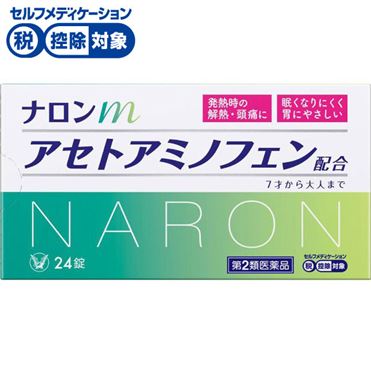 セルフメディケーション
税 控除 対象
ナロンm
発熱時の
解熱・頭痛に
眠くなりにくく
胃にやさしい
アセトアミノフェン配合
7才から大人まで
NARON
24錠
第2類医薬品
セルフメディケーション
税 控除 対象